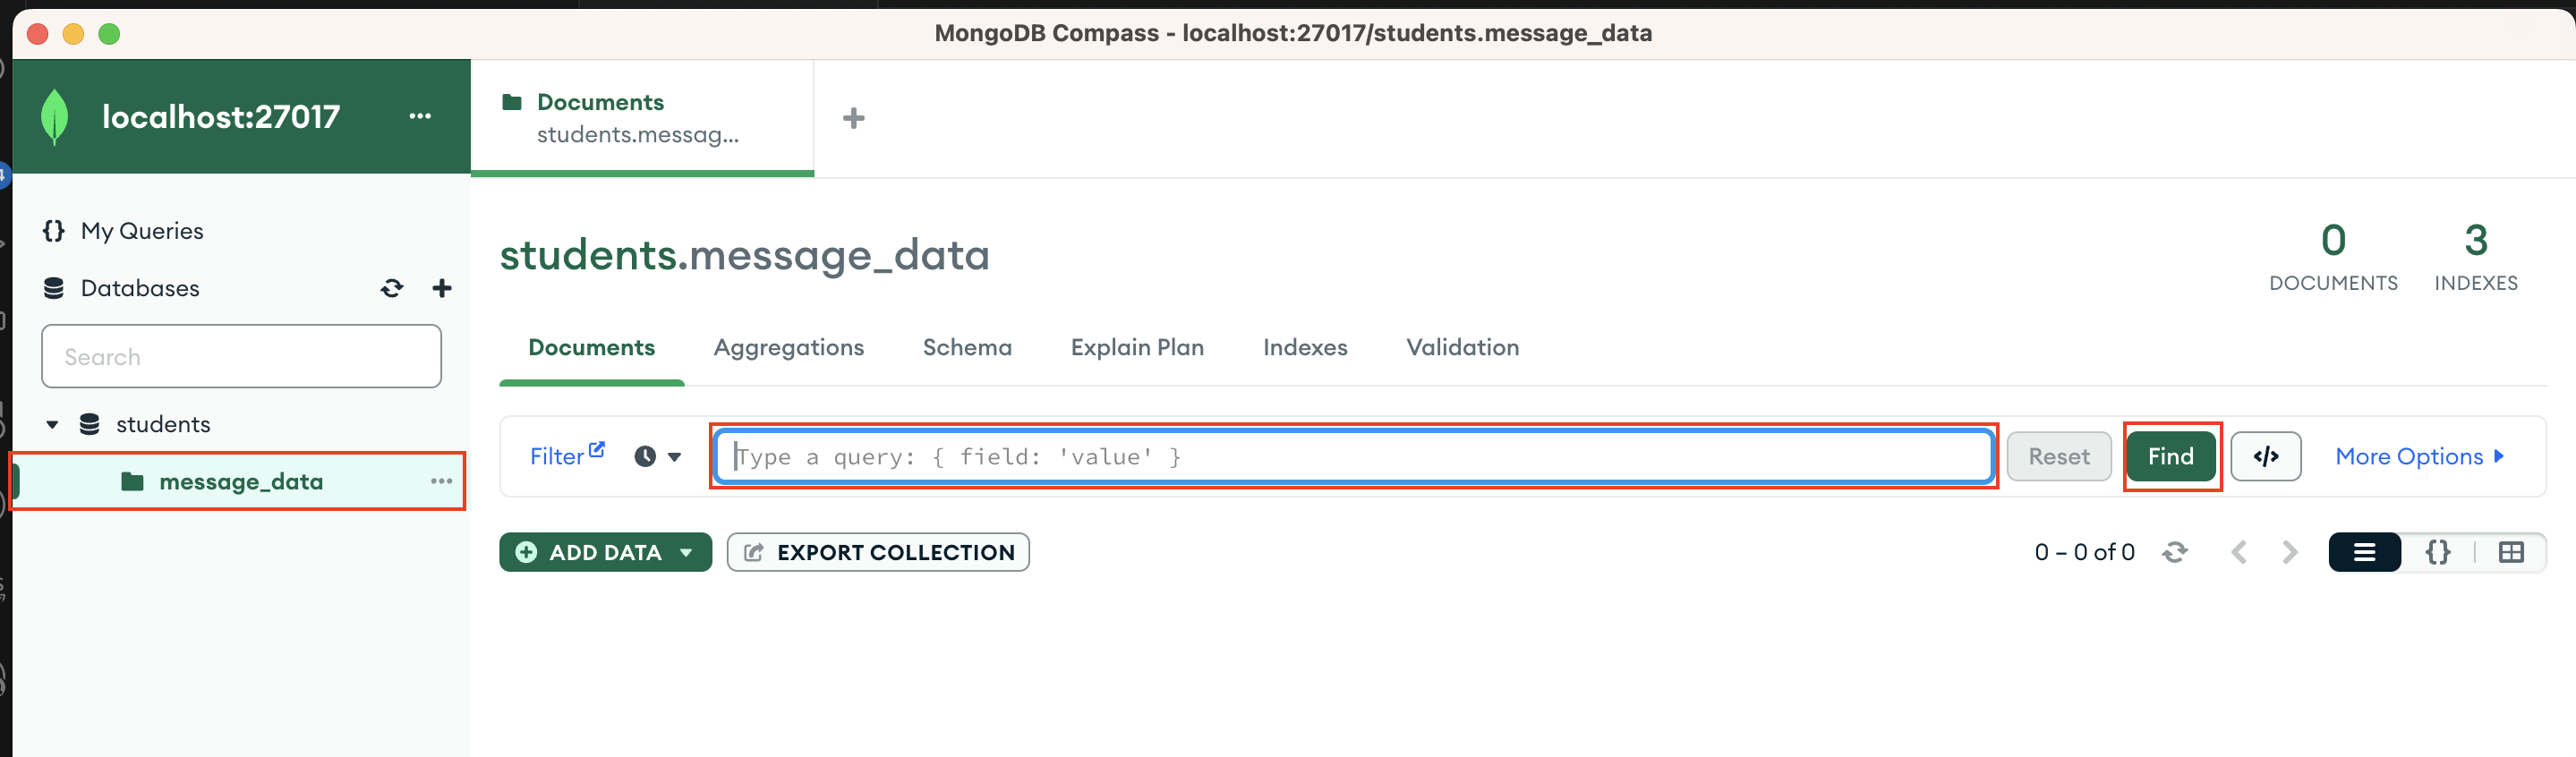 MongoDB Compass - localhost:27017/students.message_data
localhost:27017 ...
Documents
students.messag...
+
{} My Queries
Databases
Search
students
message_data ...
students.message_data
0
DOCUMENTS
3
INDEXES
Documents Aggregations Schema Explain Plan Indexes Validation
Filter Type a query: { field: 'value' } Reset Find </> More Options
ADD DATA EXPORT COLLECTION 0 – 0 of 0 {}